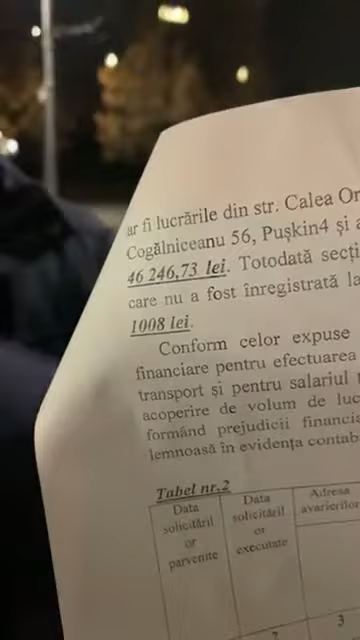 ar fi lucrările din str. Calea Or
Cogălniceanu 56, Pușkin4 și a
46 246,73 lei. Totodată secți
care nu a fost înregistrată la
1008 lei.
Conform celor expuse
financiare pentru efectuarea
transport și pentru salariul
acoperire de volum de luc
formând prejudicii financia
lemnoasă în evidența contab
Tabel nr.2
Data solicitării or parvenite
Data solicitării or executate
Adresa avarierilor
2
3